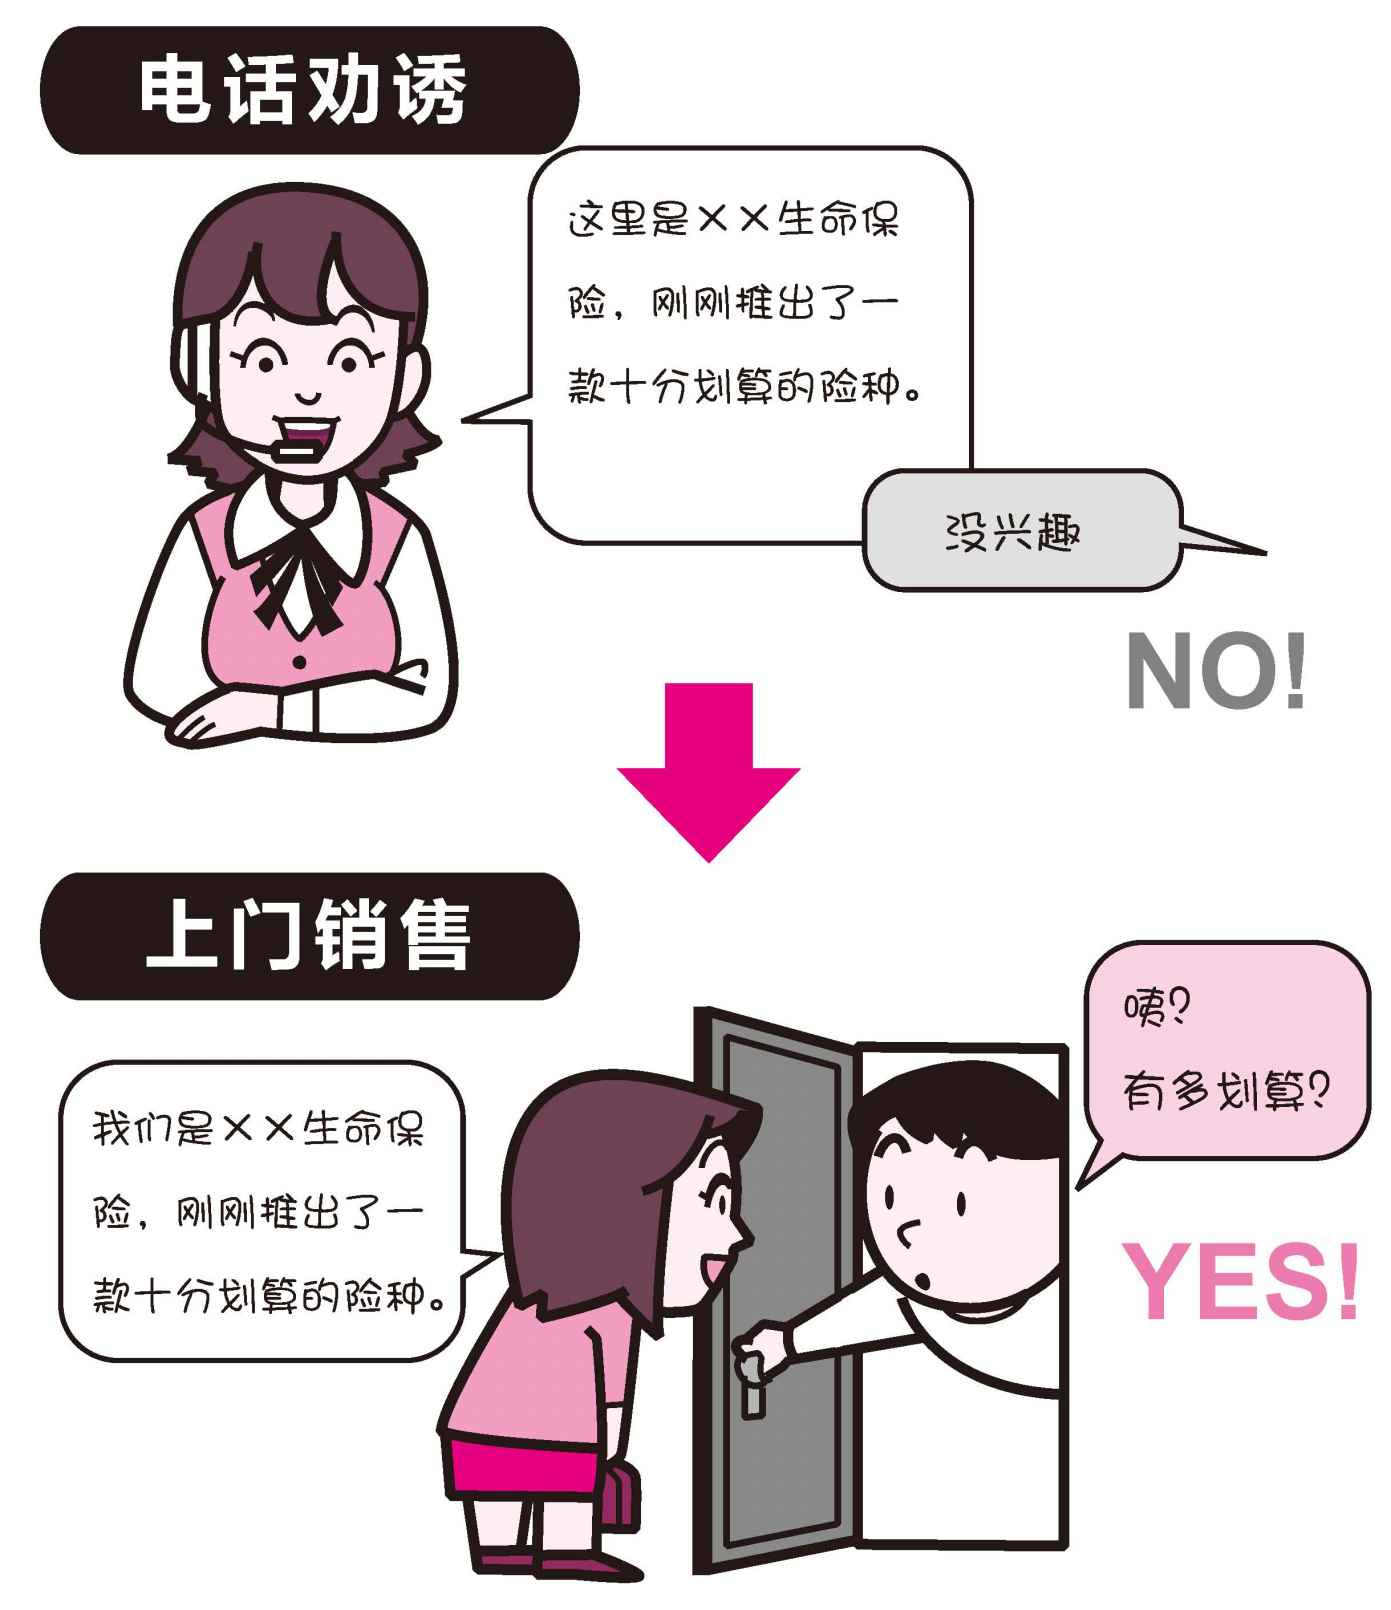 电话劝诱
这里是××生命保
险，刚刚推出了一
款十分划算的险种。
没兴趣
NO!
上门销售
咦？
有多划算？
我们是××生命保
险，刚刚推出了一
款十分划算的险种。
YES!